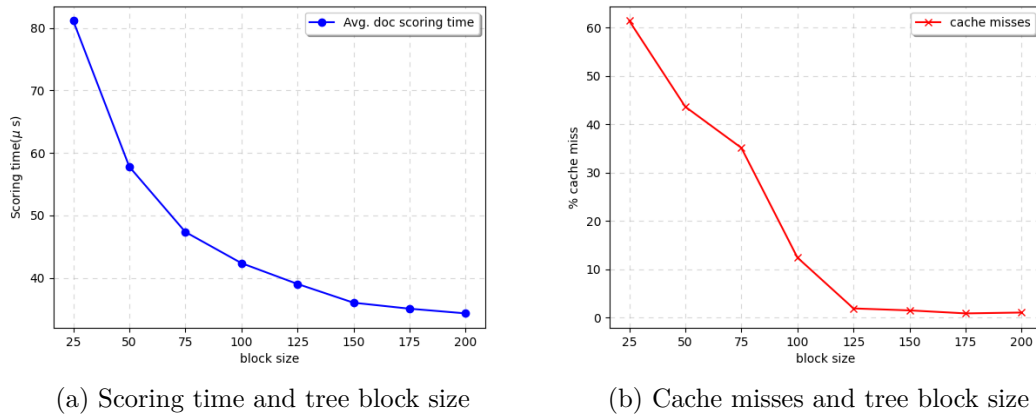 Avg. doc scoring time
80
70
60
50
40
Scoring time(μ s)
25 50 75 100 125 150 175 200
block size
(a) Scoring time and tree block size
cache misses
60
50
40
30
20
10
0
% cache miss
25 50 75 100 125 150 175 200
block size
(b) Cache misses and tree block size